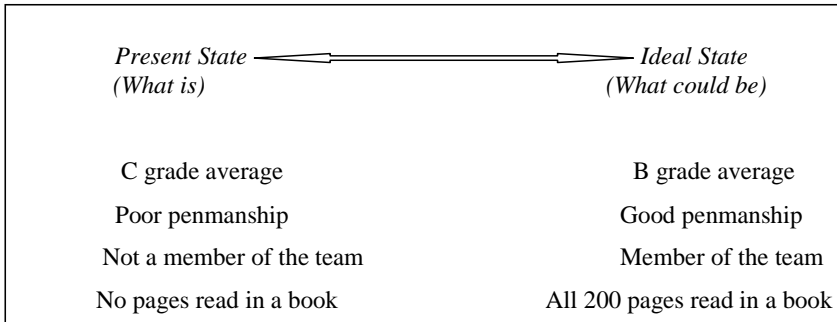 Present State Ideal State
(What is) (What could be)
C grade average B grade average
Poor penmanship Good penmanship
Not a member of the team Member of the team
No pages read in a book All 200 pages read in a book